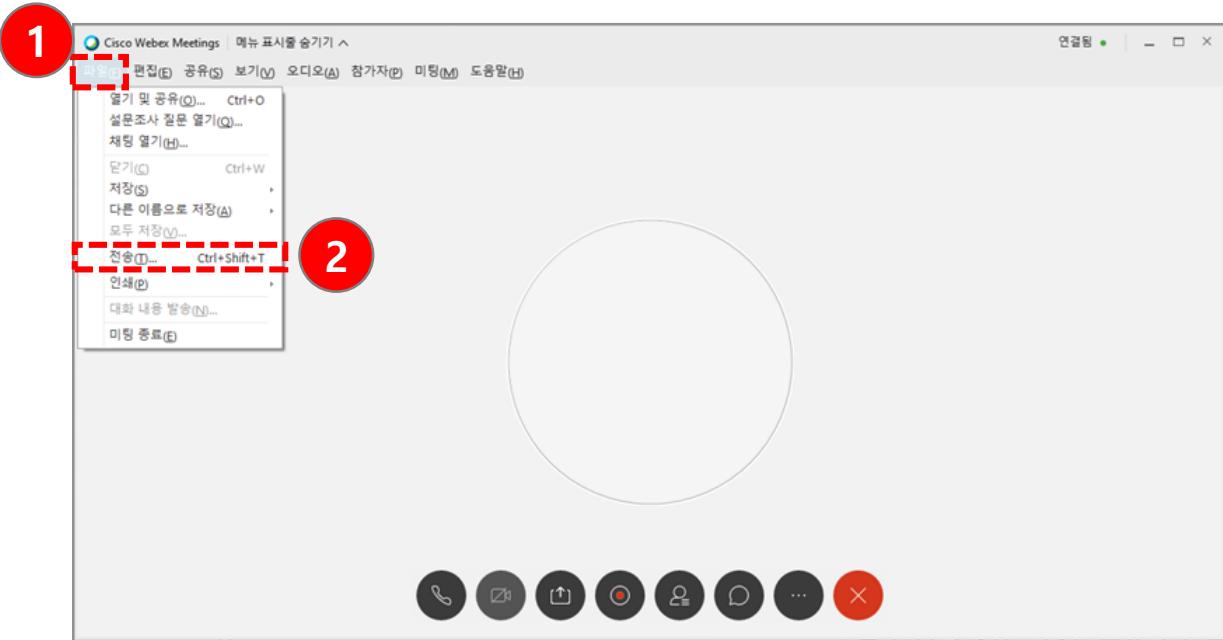 1
Cisco Webex Meetings 메뉴 표시줄 숨기기 연결됨
파일(F) 편집(E) 공유(S) 보기(V) 오디오(A) 참가자(P) 미팅(M) 도움말(H)
열기 및 공유(O)... Ctrl+O
설문조사 질문 열기(Q)...
채팅 열기(H)...
닫기(C) Ctrl+W
저장(S)
다른 이름으로 저장(A)
모두 저장(V)...
전송(T)... Ctrl+Shift+T
2
인쇄(P)
대화 내용 발송(N)...
미팅 종료(E)